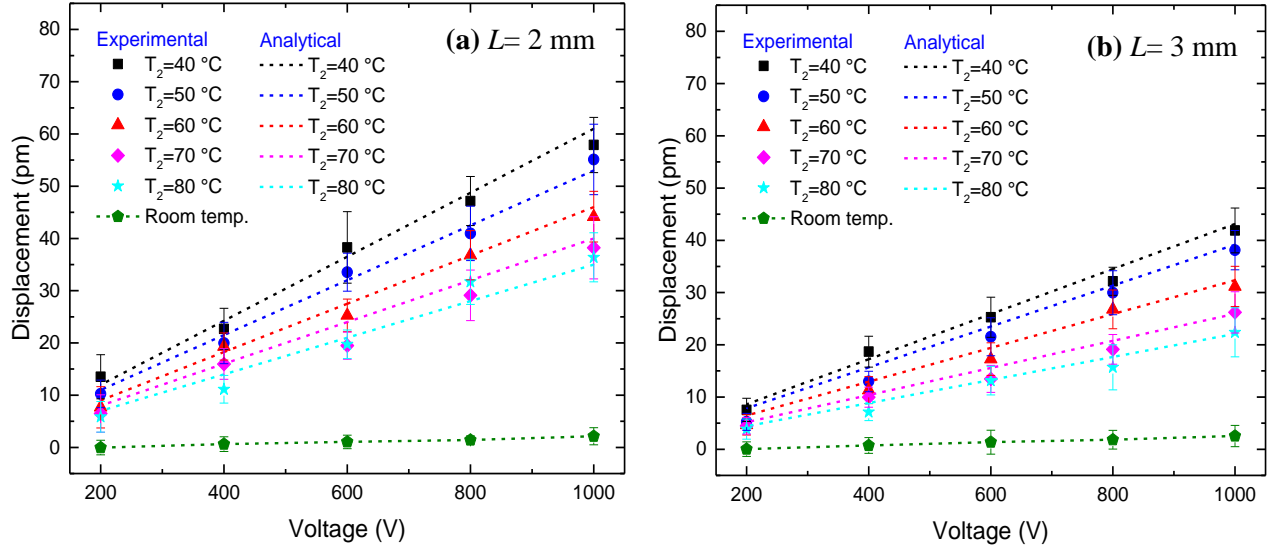 (a) L= 2 mm
Experimental Analytical
T2=40 °C T2=40 °C
T2=50 °C T2=50 °C
T2=60 °C T2=60 °C
T2=70 °C T2=70 °C
T2=80 °C T2=80 °C
Room temp.
Displacement (pm)
80
70
60
50
40
30
20
10
0
200 400 600 800 1000
Voltage (V)
(b) L= 3 mm
Experimental Analytical
T2=40 °C T2=40 °C
T2=50 °C T2=50 °C
T2=60 °C T2=60 °C
T2=70 °C T2=70 °C
T2=80 °C T2=80 °C
Room temp.
Displacement (pm)
80
70
60
50
40
30
20
10
0
200 400 600 800 1000
Voltage (V)